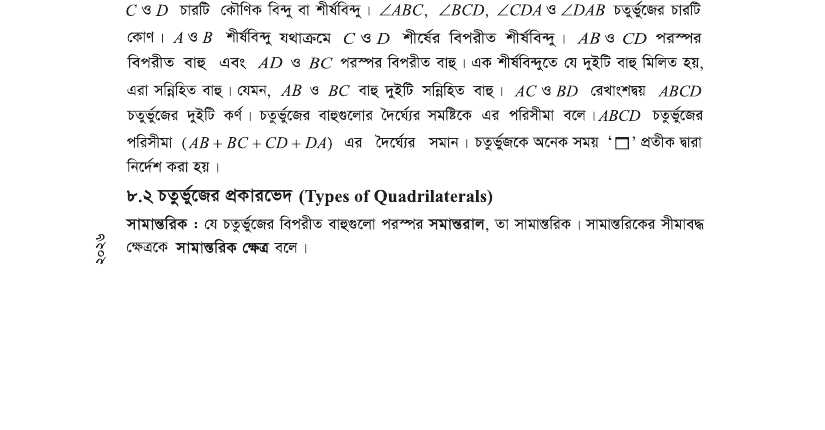 C ও D চারটি কৌণিক বিন্দু বা শীর্ষবিন্দু। ∠ABC, ∠BCD, ∠CDA ও ∠DAB চতুর্ভুজের চারটি
কোণ। A ও B শীর্ষবিন্দু যথাক্রমে C ও D শীর্ষের বিপরীত শীর্ষবিন্দু। AB ও CD পরস্পর
বিপরীত বাহু এবং AD ও BC পরস্পর বিপরীত বাহু। এক শীর্ষবিন্দুতে যে দুইটি বাহু মিলিত হয়,
এরা সন্নিহিত বাহু। যেমন, AB ও BC বাহু দুইটি সন্নিহিত বাহু। AC ও BD রেখাংশদ্বয় ABCD
চতুর্ভুজের দুইটি কর্ণ। চতুর্ভুজের বাহুগুলোর দৈর্ঘ্যের সমষ্টিকে এর পরিসীমা বলে। ABCD চতুর্ভুজের
পরিসীমা (AB + BC + CD + DA) এর দৈর্ঘ্যের সমান। চতুর্ভুজকে অনেক সময় ‘□’ প্রতীক দ্বারা
নির্দেশ করা হয়।
৮.২ চতুর্ভুজের প্রকারভেদ (Types of Quadrilaterals)
সামান্তরিক : যে চতুর্ভুজের বিপরীত বাহুগুলো পরস্পর সমান্তরাল, তা সামান্তরিক। সামান্তরিকের সীমাবদ্ধ
ক্ষেত্রকে সামান্তরিক ক্ষেত্র বলে।
২০২৬